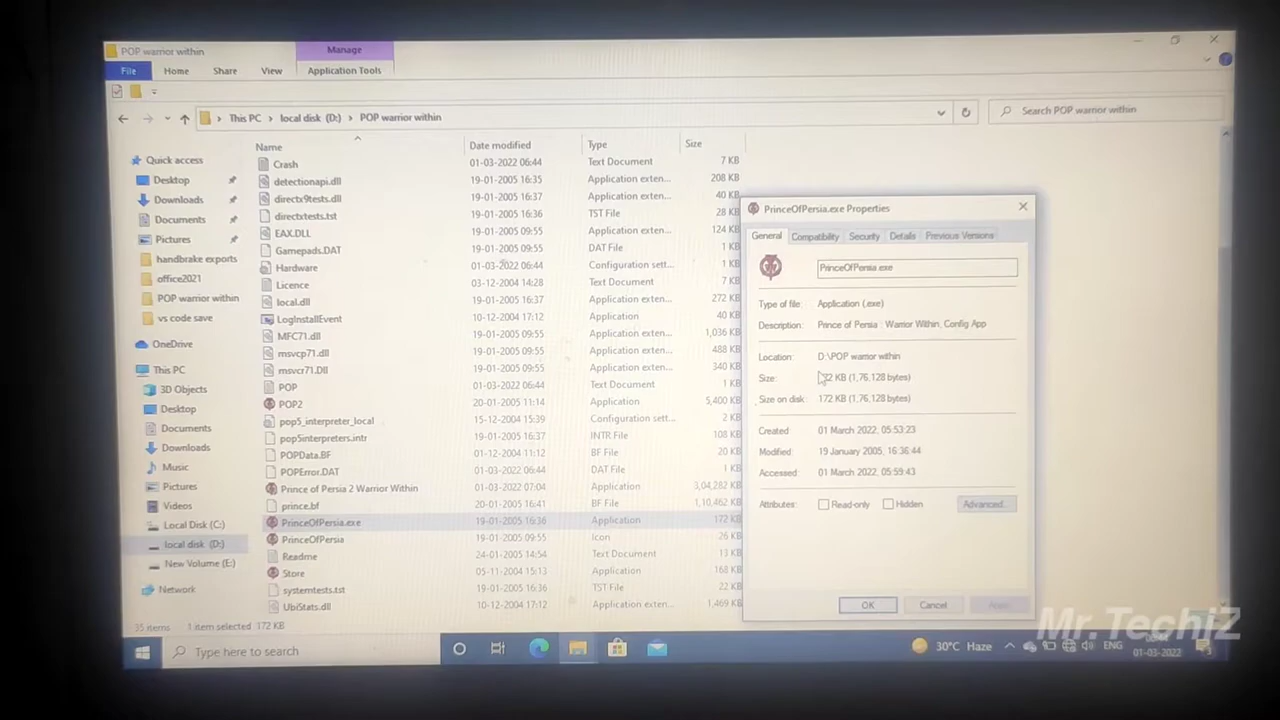 POP warrior within
Manage
File
Home
Share
View
Application Tools
This PC
local disk (D:)
POP warrior within
Search POP warrior within
Name
Date modified
Type
Size
Quick access
Desktop
Downloads
Documents
Pictures
handbrake exports
office2021
POP warrior within
vs code save
OneDrive
This PC
3D Objects
Desktop
Documents
Downloads
Music
Pictures
Videos
Local Disk (C:)
local disk (D:)
New Volume (E:)
Network
Crash 01-03-2022 06:44 Text Document 7 KB
detectionapi.dll 19-01-2005 16:35 Application exten... 208 KB
directx9tests.dll 19-01-2005 16:37 Application exten... 40 KB
directxtests.tst 19-01-2005 16:36 TST File 28 KB
EAX.DLL 19-01-2005 09:55 Application exten... 124 KB
Gamepads.DAT 19-01-2005 09:55 DAT File 1 KB
Hardware 01-03-2022 06:44 Configuration sett... 1 KB
Licence 03-12-2004 14:28 Text Document 7 KB
local.dll 19-01-2005 16:37 Application exten... 272 KB
LogInstallEvent 10-12-2004 17:12 Application 40 KB
MFC71.dll 19-01-2005 09:55 Application exten... 1,036 KB
msvcp71.dll 19-01-2005 09:55 Application exten... 488 KB
msvcr71.Dll 19-01-2005 09:55 Application exten... 340 KB
POP 01-03-2022 06:44 Text Document 1 KB
POP2 20-01-2005 11:14 Application 5,400 KB
pop5_interpreter_local 15-12-2004 15:39 Configuration sett... 2 KB
pop5interpreters.intr 19-01-2005 16:37 INTR File 108 KB
POPData.BF 01-12-2004 11:12 BF File 20 KB
POPError.DAT 01-03-2022 06:44 DAT File 1 KB
Prince of Persia 2 Warrior Within 01-03-2022 07:04 Application 3,04,282 KB
prince.bf 20-01-2005 16:41 BF File 1,10,462 KB
PrinceOfPersia.exe 19-01-2005 16:36 Application 172 KB
PrinceOfPersia 19-01-2005 09:55 Icon 26 KB
Readme 24-01-2005 14:54 Text Document 13 KB
Store 05-11-2004 15:13 Application 168 KB
systemtests.tst 19-01-2005 16:36 TST File 22 KB
UbiStats.dll 10-12-2004 17:12 Application exten... 1,469 KB
35 items 1 item selected 172 KB
PrinceOfPersia.exe Properties
General Compatibility Security Details Previous Versions
PrinceOfPersia.exe
Type of file: Application (.exe)
Description: Prince of Persia : Warrior Within, Config App
Location: D:\POP warrior within
Size: KB (1,76,128 bytes)
Size on disk: 172 KB (1,76,128 bytes)
Created 01 March 2022, 05:53:23
Modified: 19 January 2005, 16:36:44
Accessed: 01 March 2022, 05:59:43
Attributes: Read-only Hidden Advanced...
OK Cancel Apply
Mr.TechiZ
Type here to search
30°C Haze
ENG
01-03-2022